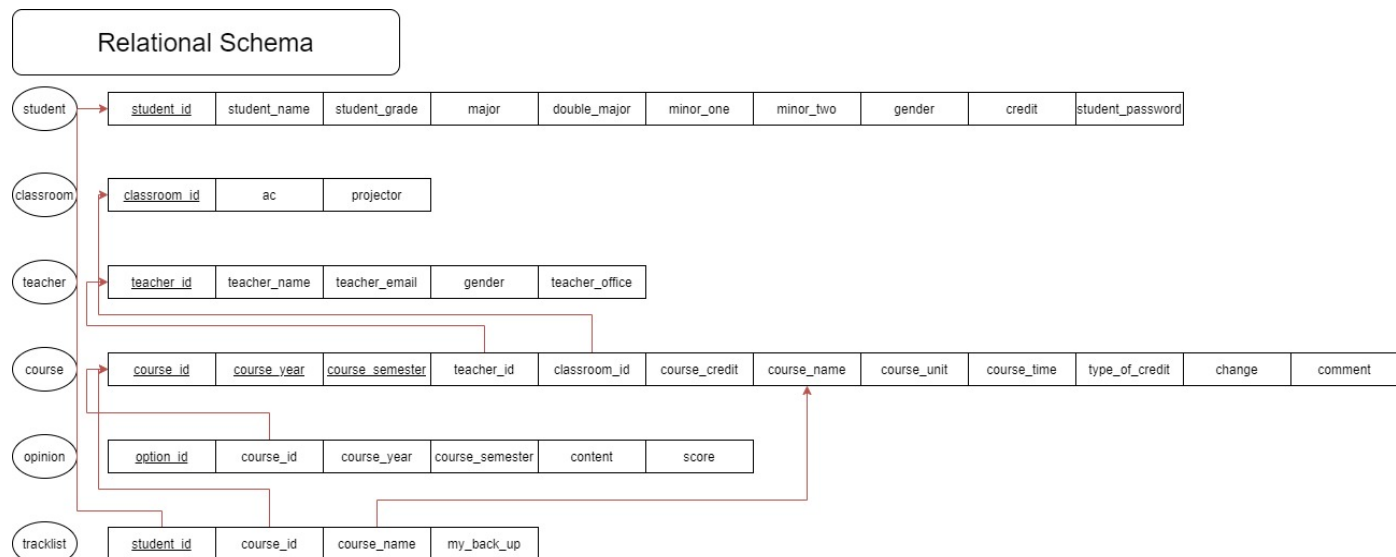 Relational Schema
student student_id student_name student_grade major double_major minor_one minor_two gender credit student_password
classroom classroom_id ac projector
teacher teacher_id teacher_name teacher_email gender teacher_office
course course_id course_year course_semester teacher_id classroom_id course_credit course_name course_unit course_time type_of_credit change comment
opinion option_id course_id course_year course_semester content score
tracklist student_id course_id course_name my_back_up